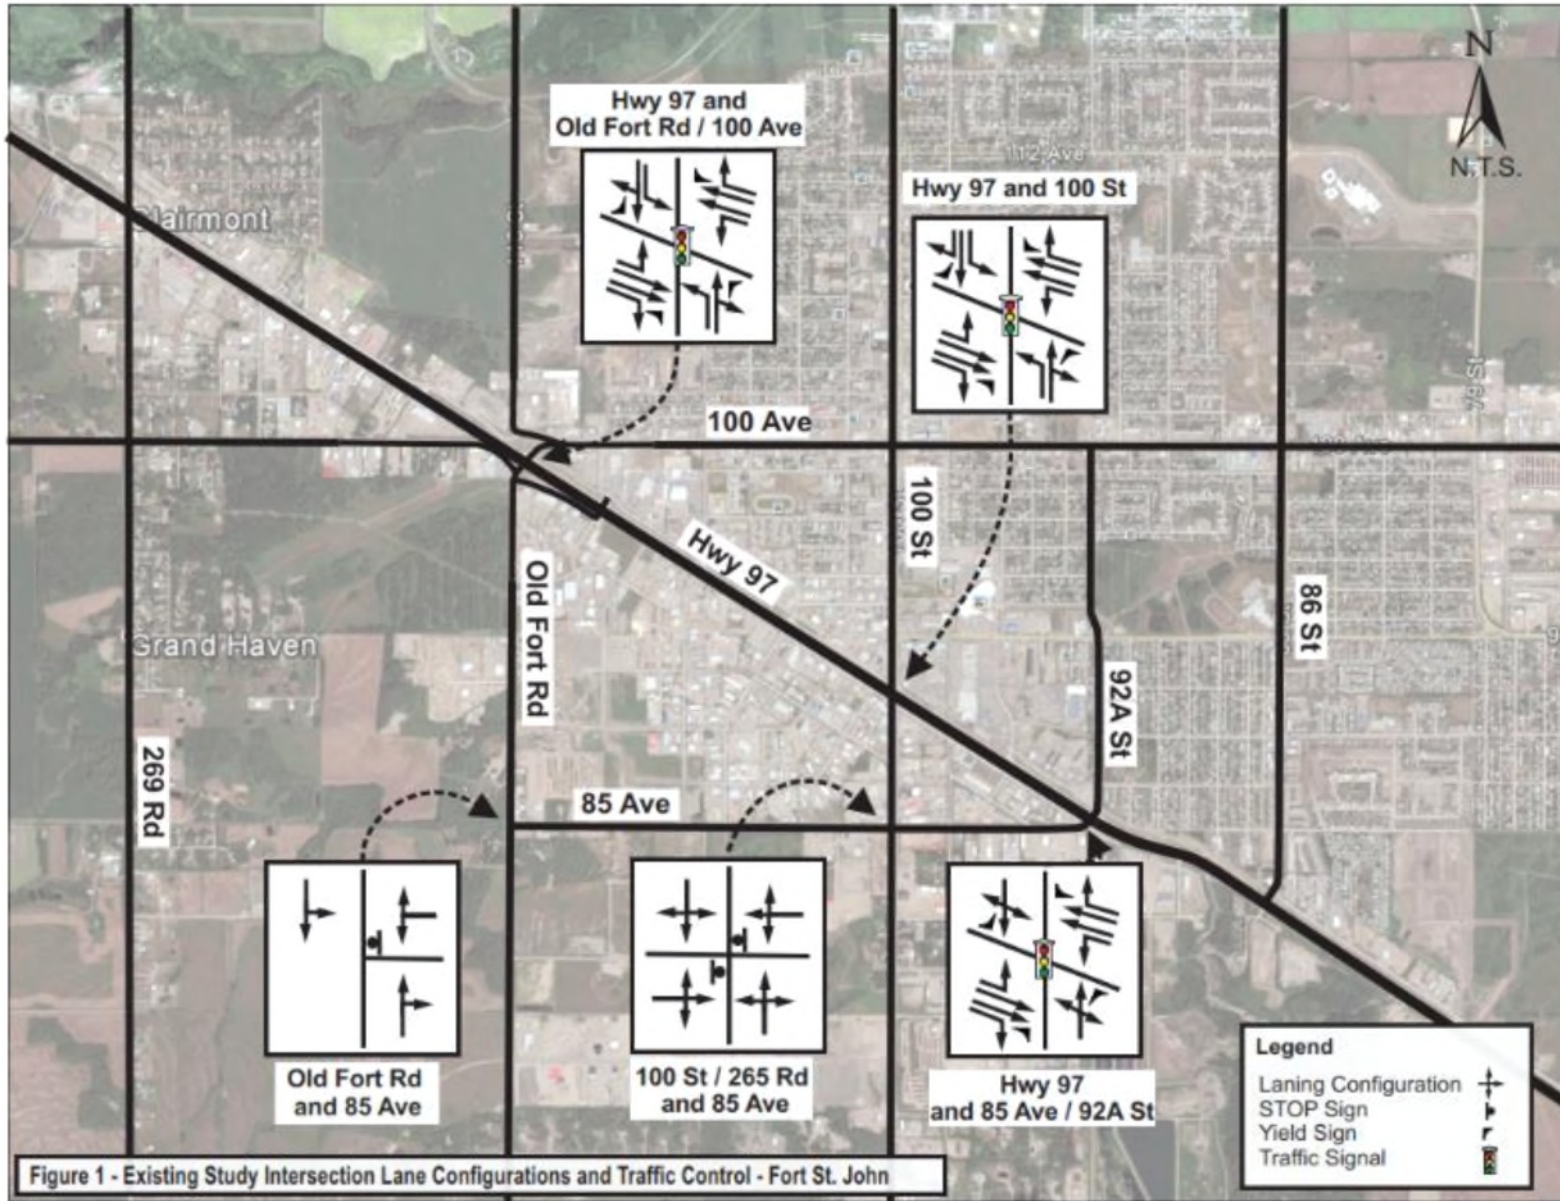 Hwy 97 and
Old Fort Rd / 100 Ave
N
N.T.S.
112 Ave
Hwy 97 and 100 St
Clairmont
79 St
100 Ave
100 St
Hwy 97
Old Fort Rd
86 St
Grand Haven
92A St
269 Rd
85 Ave
Old Fort Rd
and 85 Ave
100 St / 265 Rd
and 85 Ave
Hwy 97
and 85 Ave / 92A St
Legend
Laning Configuration
STOP Sign
Yield Sign
Traffic Signal
Figure 1 - Existing Study Intersection Lane Configurations and Traffic Control - Fort St. John